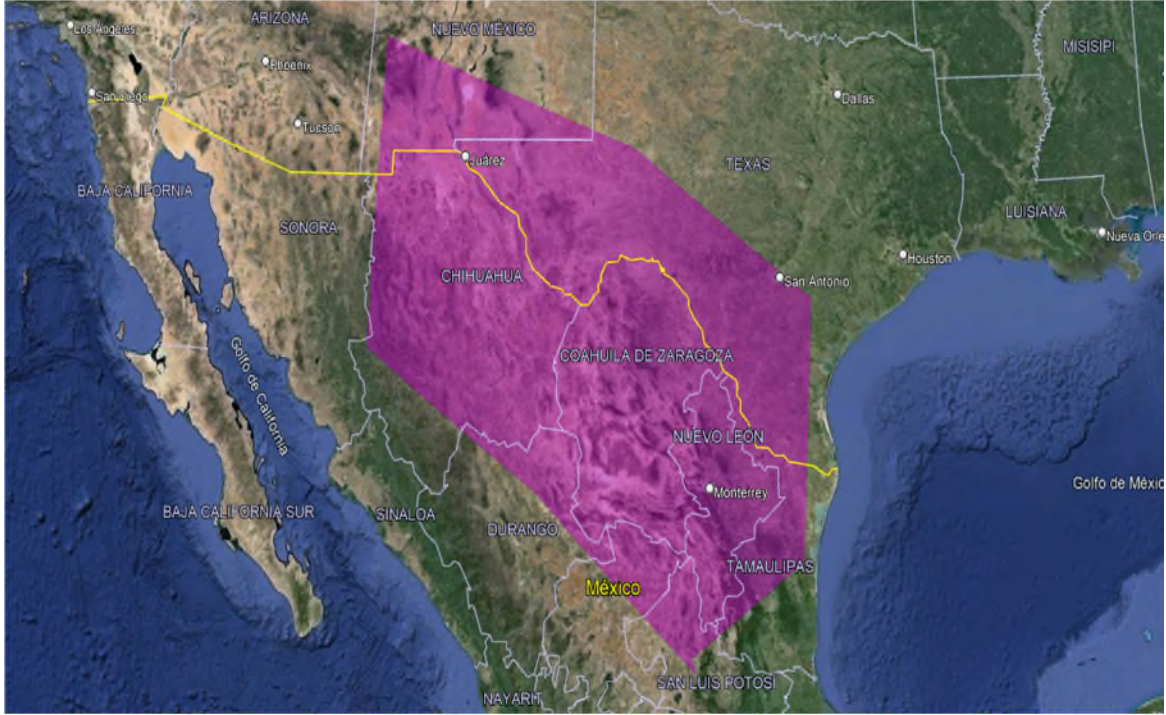 ARIZONA
NUEVO MÉXICO
Los Ángeles
MISISIPI
Phoenix
San Diego
Dallas
Tucson
Juárez
TEXAS
BAJA CALIFORNIA
LUISIANA
SONORA
Nueva Orle
Houston
CHIHUAHUA
San Antonio
COAHUILA DE ZARAGOZA
Golfo de California
NUEVO LEÓN
Monterrey
Golfo de Méxic
BAJA CALIFORNIA SUR
SINALOA
DURANGO
TAMAULIPAS
México
SAN LUIS POTOSÍ
NAYARIT